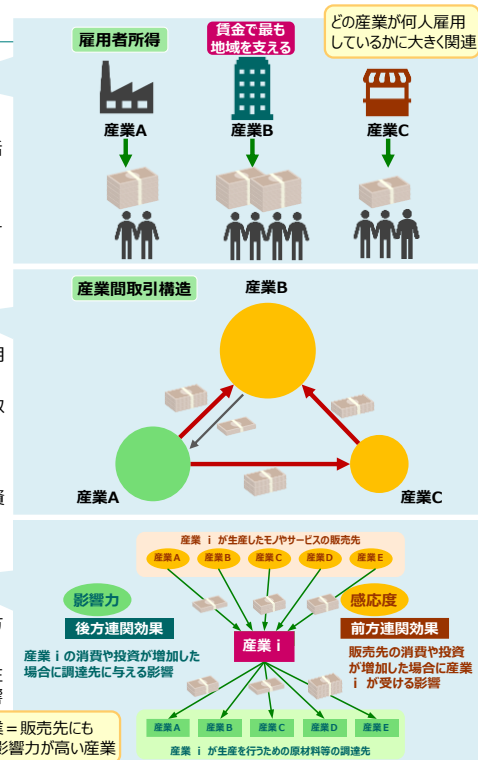 どの産業が何人雇用
しているかに大きく関連
雇用者所得
賃金で最も
地域を支える
産業A
産業B
産業C
産業間取引構造
産業B
産業A
産業C
産業 i が生産したモノやサービスの販売先
産業A
産業B
産業C
産業D
産業E
影響力
後方連関効果
産業 i の消費や投資が増加した
場合に調達先に与える影響
産業 i
感応度
前方連関効果
販売先の消費や投資
が増加した場合に産業
i が受ける影響
産業A
産業B
産業C
産業D
産業E
産業 i が生産を行うための原材料等の調達先
業=販売先にも
影響力が高い産業